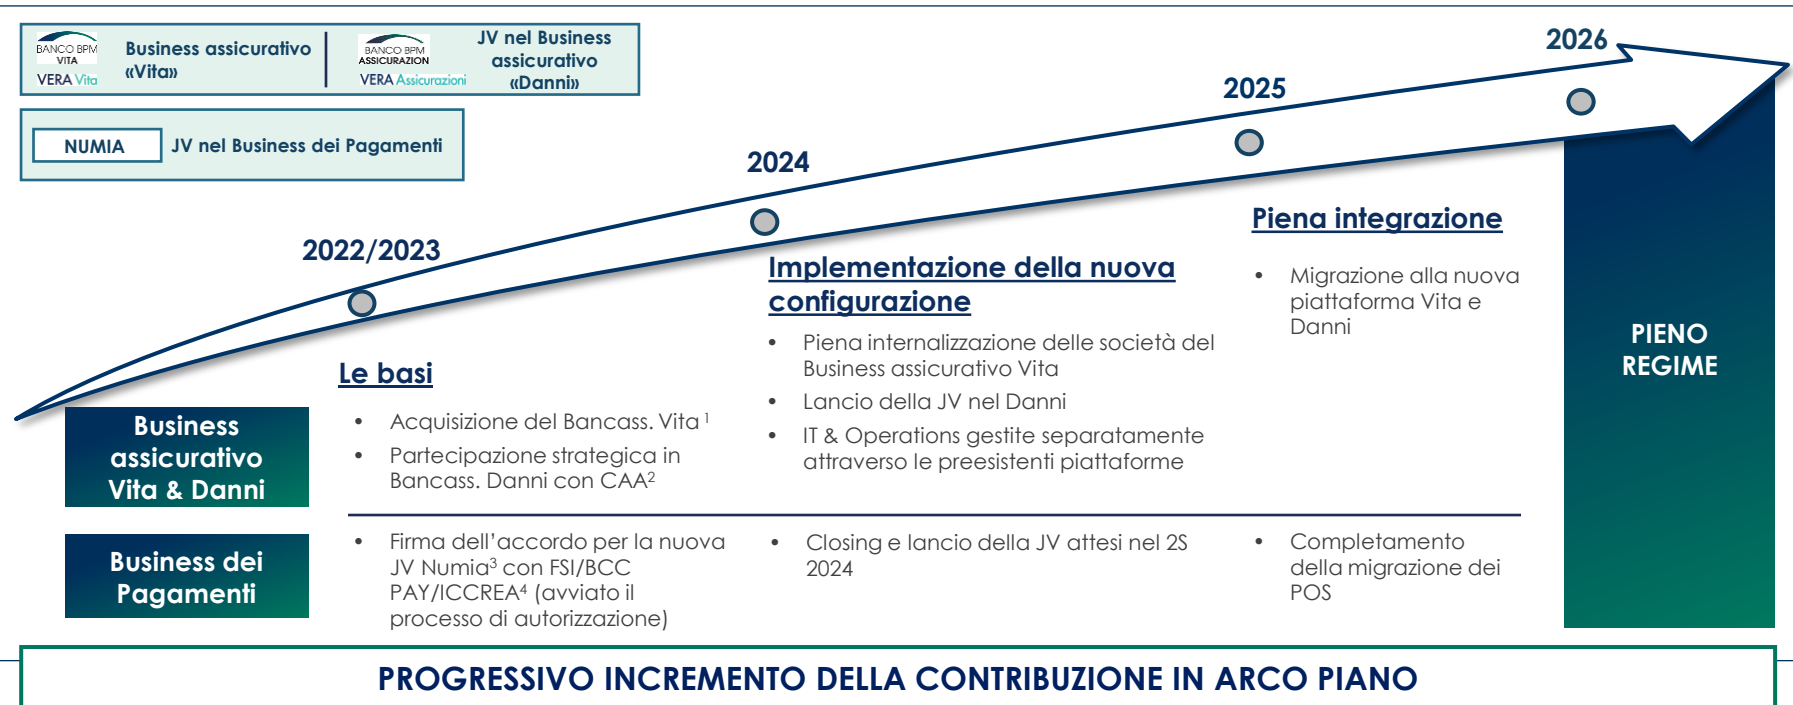 BANCO BPM
VITA
VERA Vita
Business assicurativo
«Vita»
BANCO BPM
ASSICURAZION
VERA Assicurazioni
JV nel Business
assicurativo
«Danni»
NUMIA
JV nel Business dei Pagamenti
2022/2023
2024
2025
2026
Le basi
Implementazione della nuova
configurazione
Piena integrazione
PIENO
REGIME
Business
assicurativo
Vita & Danni
• Acquisizione del Bancass. Vita ¹
• Partecipazione strategica in
Bancass. Danni con CAA²
• Piena internalizzazione delle società del
Business assicurativo Vita
• Lancio della JV nel Danni
• IT & Operations gestite separatamente
attraverso le preesistenti piattaforme
• Migrazione alla nuova
piattaforma Vita e
Danni
Business dei
Pagamenti
• Firma dell’accordo per la nuova
JV Numia³ con FSI/BCC
PAY/ICCREA⁴ (avviato il
processo di autorizzazione)
• Closing e lancio della JV attesi nel 2S
2024
• Completamento
della migrazione dei
POS
PROGRESSIVO INCREMENTO DELLA CONTRIBUZIONE IN ARCO PIANO